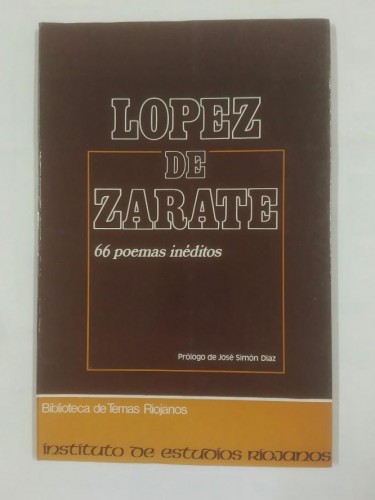 LOPEZ
DE
ZARATE
66 poemas inéditos
Prólogo de José Simón Díaz
Biblioteca de Temas Riojanos
instituto de estudios riojanos